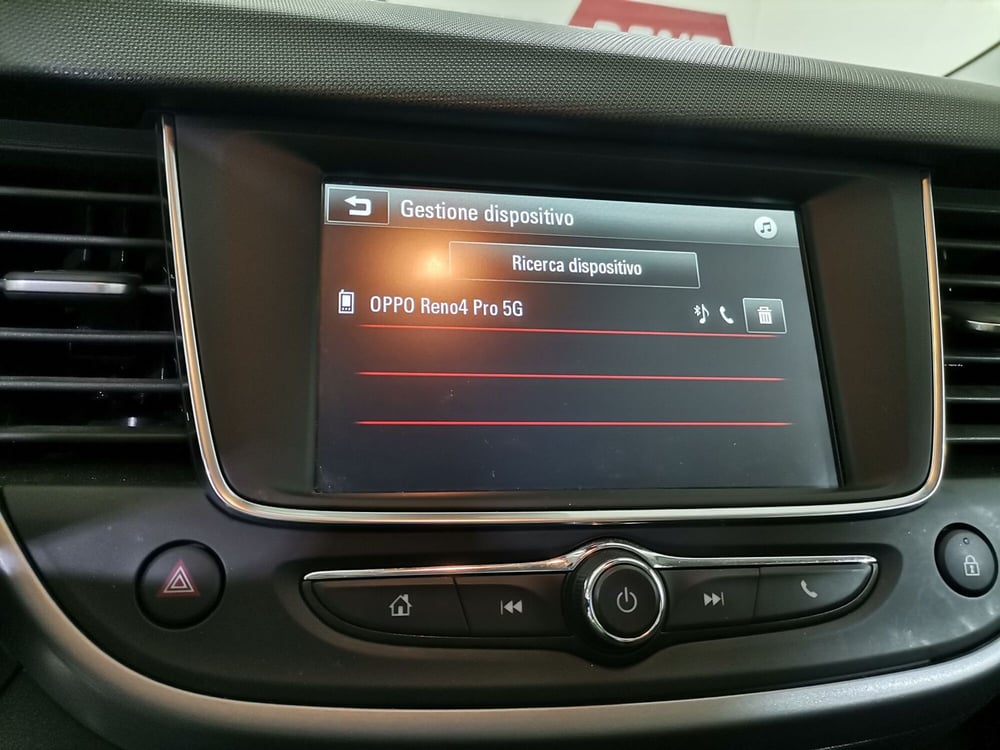 Gestione dispositivo
Ricerca dispositivo
OPPO Reno4 Pro 5G